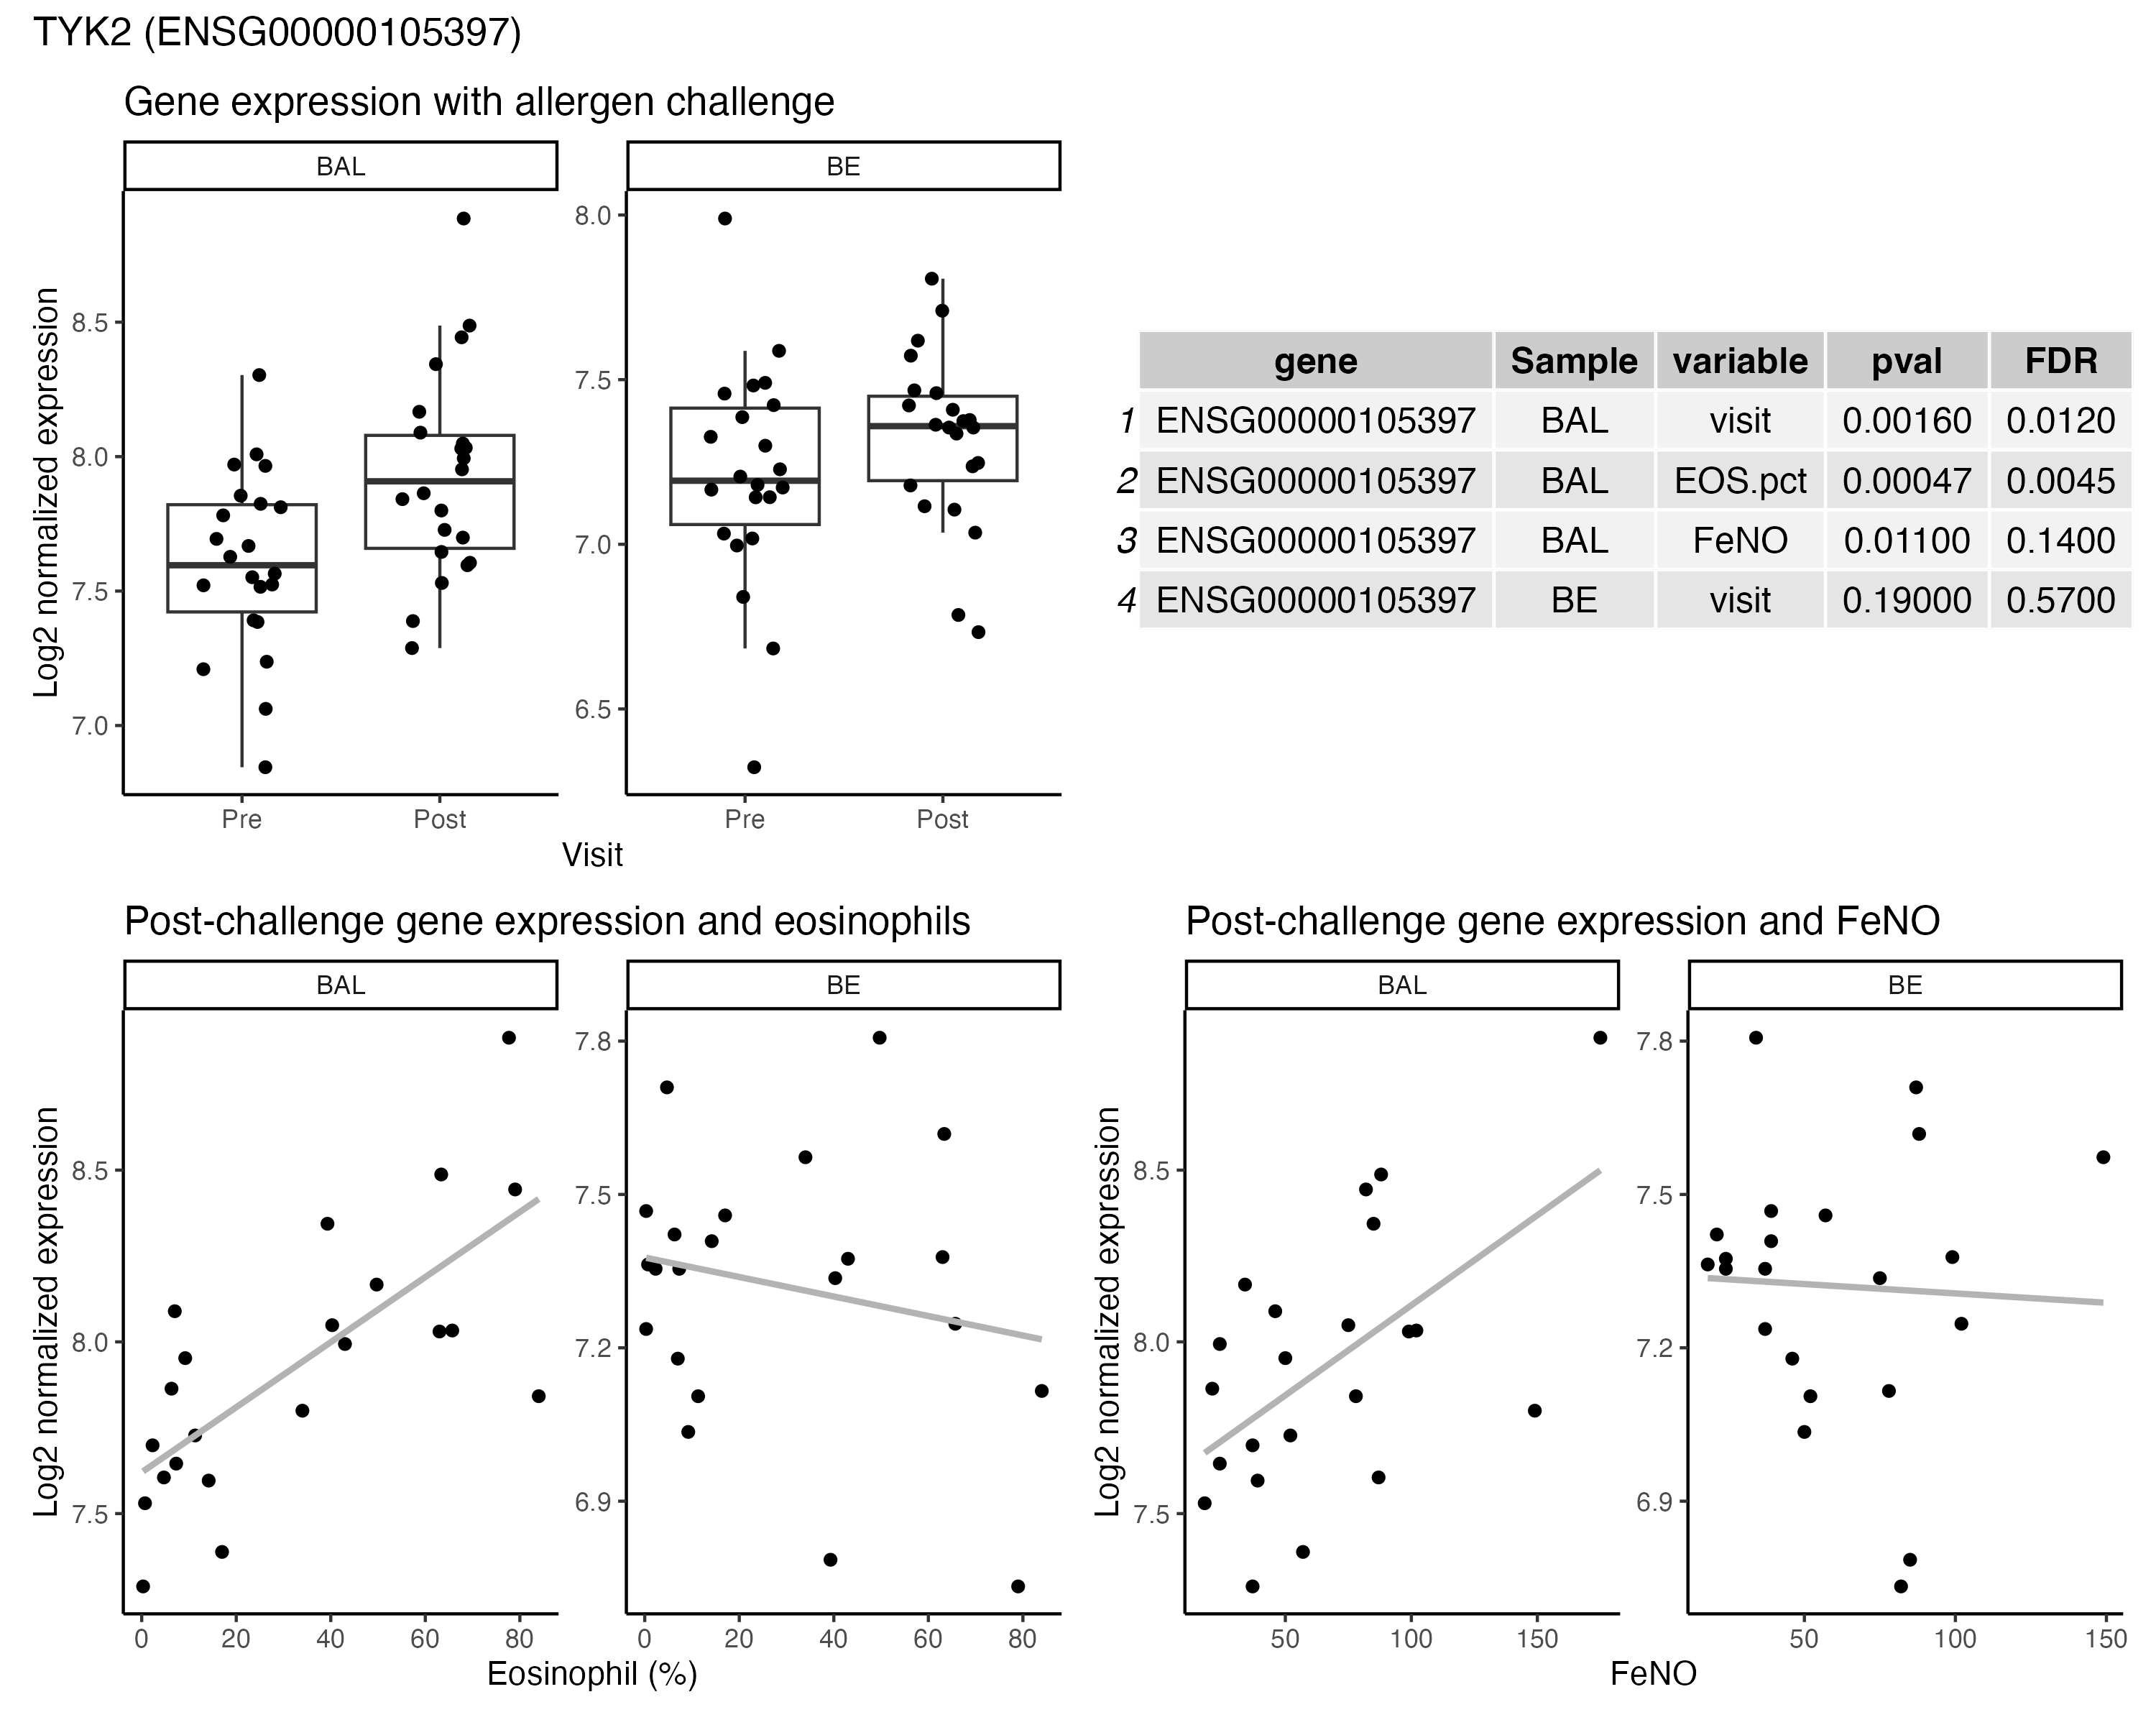 TYK2 (ENSG00000105397)
Gene expression with allergen challenge
BAL
BE
Log2 normalized expression
8.5
8.0
7.5
7.0
8.0
7.5
7.0
6.5
Pre
Post
Pre
Post
Visit
gene Sample variable pval FDR
1 ENSG00000105397 BAL visit 0.00160 0.0120
2 ENSG00000105397 BAL EOS.pct 0.00047 0.0045
3 ENSG00000105397 BAL FeNO 0.01100 0.1400
4 ENSG00000105397 BE visit 0.19000 0.5700
Post-challenge gene expression and eosinophils
BAL
BE
Log2 normalized expression
8.5
8.0
7.5
7.8
7.5
7.2
6.9
0 20 40 60 80
0 20 40 60 80
Eosinophil (%)
Post-challenge gene expression and FeNO
BAL
BE
Log2 normalized expression
8.5
8.0
7.5
7.8
7.5
7.2
6.9
50 100 150
50 100 150
FeNO